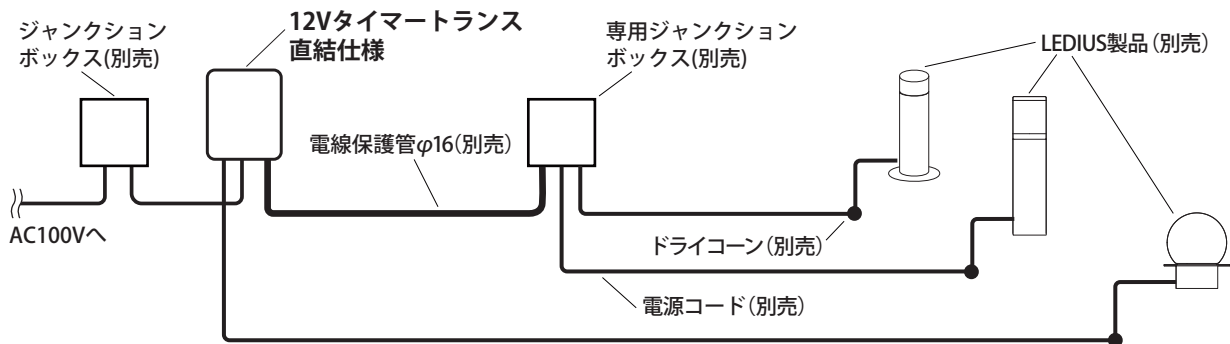 ジャンクション
ボックス(別売)
12Vタイマートランス
直結仕様
専用ジャンクション
ボックス(別売)
LEDIUS製品(別売)
電線保護管φ16(別売)
AC100Vへ
ドライコーン(別売)
電源コード(別売)